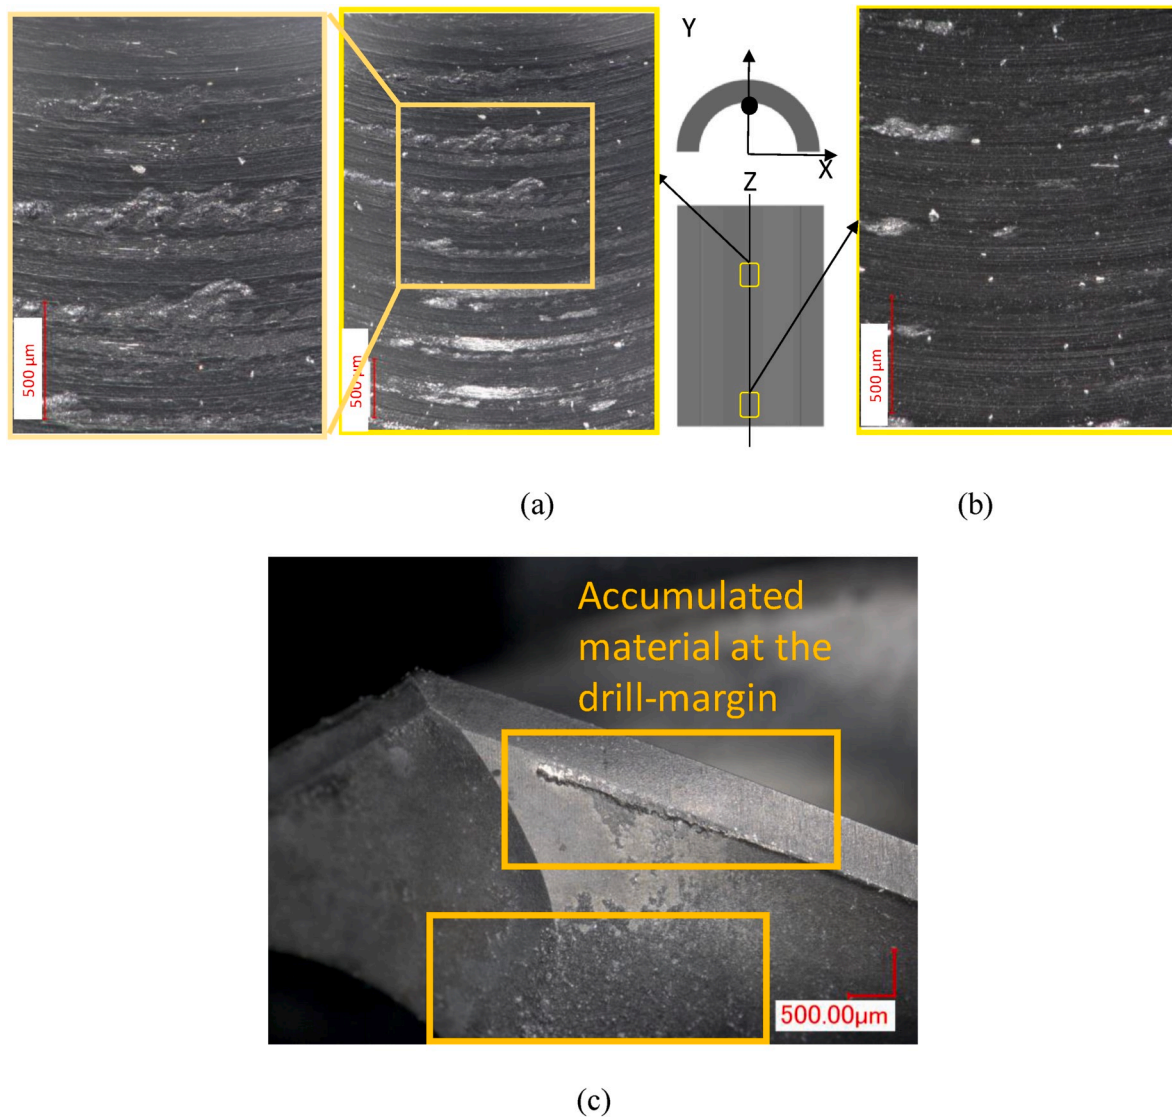 Y
X
Z
500 µm
500 µm
500 µm
(a)
(b)
Accumulated
material at the
drill-margin
500.00µm
(c)